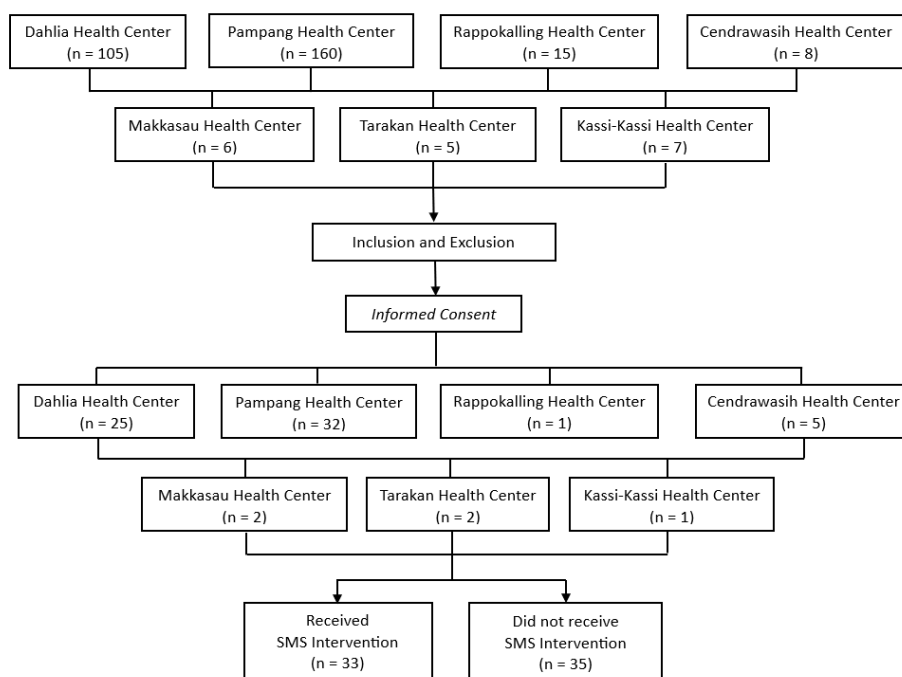 Dahlia Health Center
(n = 105)
Pampang Health Center
(n = 160)
Rappokalling Health Center
(n = 15)
Cendrawasih Health Center
(n = 8)
Makkasau Health Center
(n = 6)
Tarakan Health Center
(n = 5)
Kassi-Kassi Health Center
(n = 7)
Inclusion and Exclusion
Informed Consent
Dahlia Health Center
(n = 25)
Pampang Health Center
(n = 32)
Rappokalling Health Center
(n = 1)
Cendrawasih Health Center
(n = 5)
Makkasau Health Center
(n = 2)
Tarakan Health Center
(n = 2)
Kassi-Kassi Health Center
(n = 1)
Received
SMS Intervention
(n = 33)
Did not receive
SMS Intervention
(n = 35)